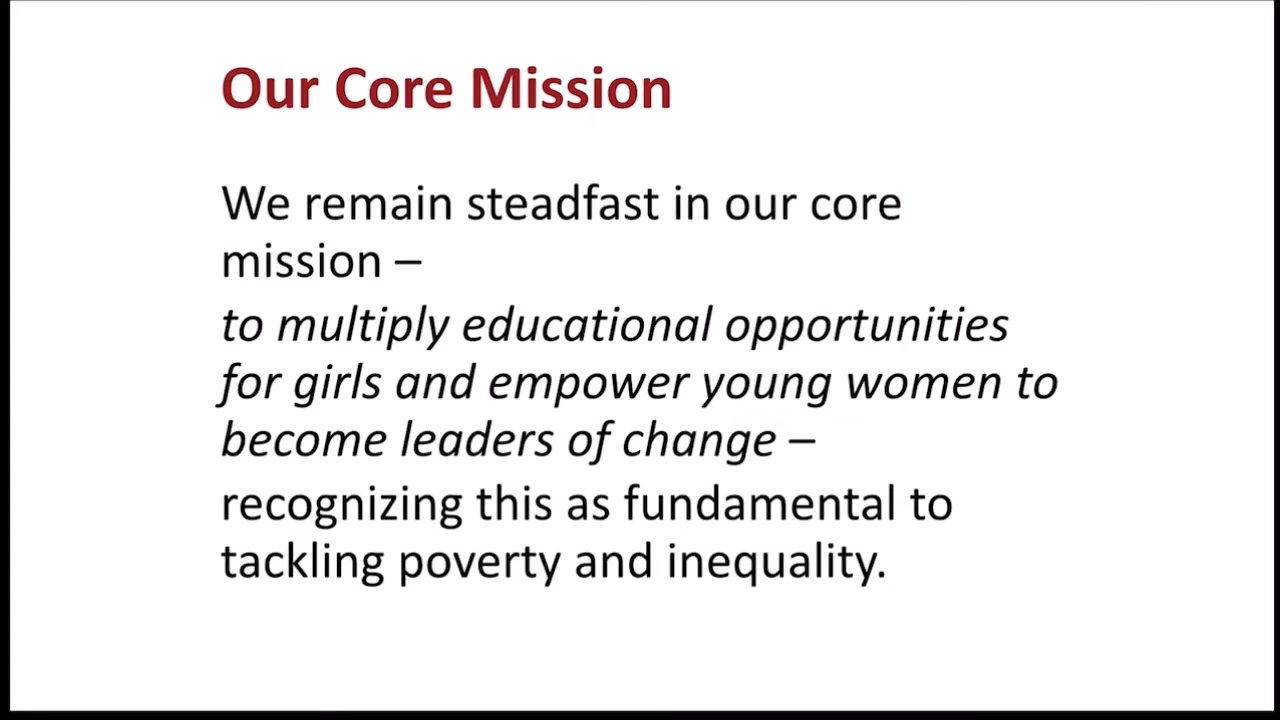 Our Core Mission
We remain steadfast in our core
mission –
to multiply educational opportunities
for girls and empower young women to
become leaders of change –
recognizing this as fundamental to
tackling poverty and inequality.